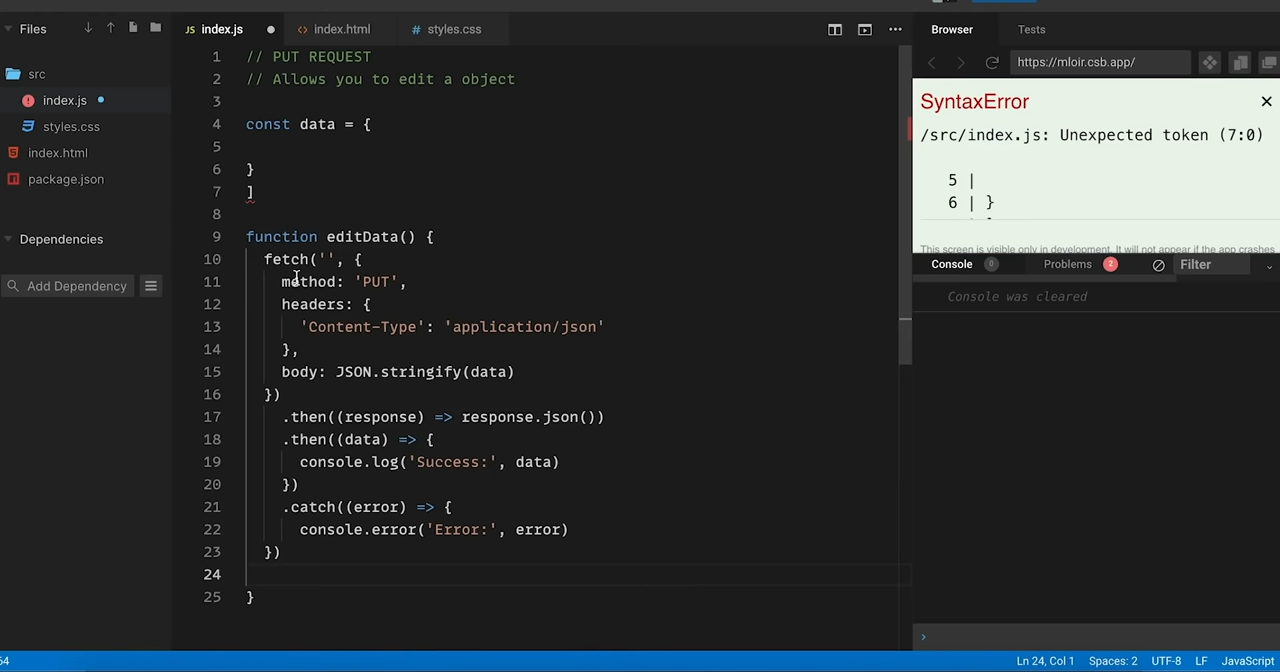 Files
JS index.js
<> index.html
# styles.css
Browser
Tests
https://mloir.csb.app/
src
index.js
styles.css
index.html
package.json
Dependencies
Add Dependency
1 // PUT REQUEST
2 // Allows you to edit a object
3
4 const data = {
5
6 }
7 ]
8
9 function editData() {
10 fetch('', {
11 method: 'PUT',
12 headers: {
13 'Content-Type': 'application/json'
14 },
15 body: JSON.stringify(data)
16 })
17 .then((response) => response.json())
18 .then((data) => {
19 console.log('Success:', data)
20 })
21 .catch((error) => {
22 console.error('Error:', error)
23 })
24
25 }
SyntaxError
/src/index.js: Unexpected token (7:0)
5 |
6 | }
This screen is visible only in development. It will not appear if the app crashes
Console 0
Problems 2
Filter
Console was cleared
64
Ln 24, Col 1
Spaces: 2
UTF-8
LF
JavaScript